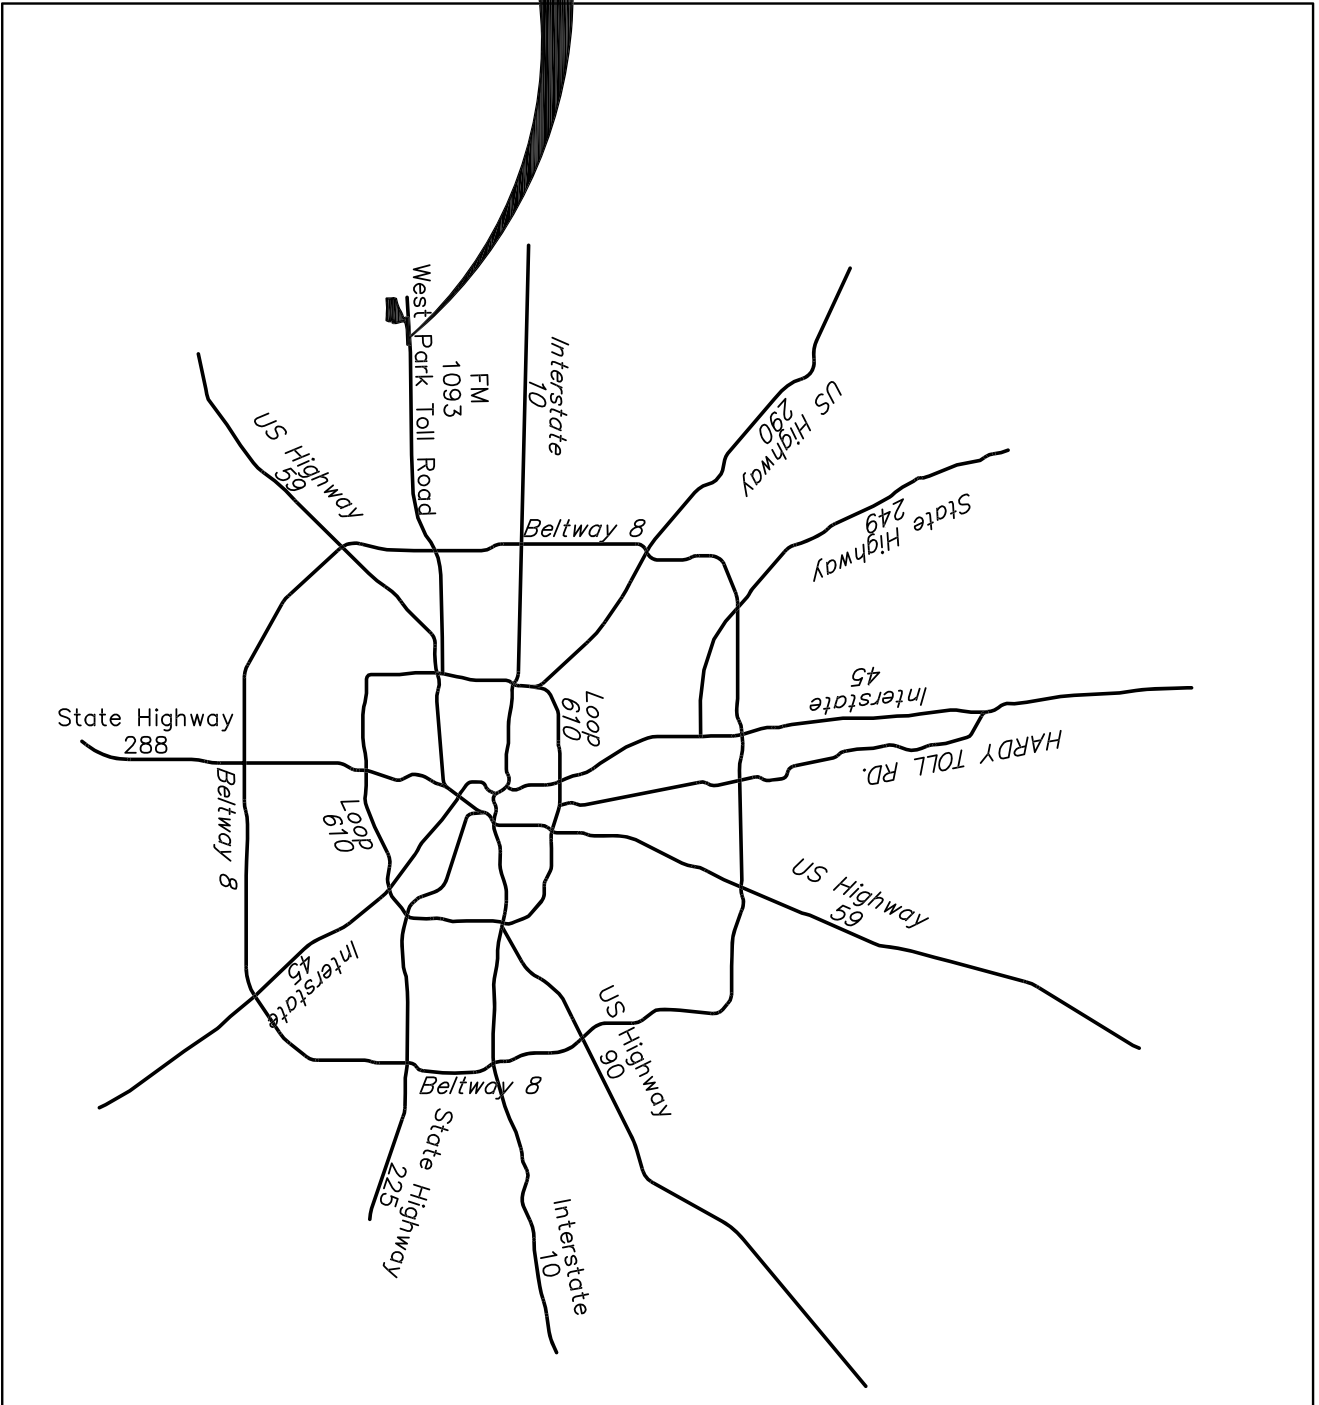 West Park Toll Road
FM
1093
Interstate
10
US Highway
290
US Highway
59
State Highway
249
Beltway 8
Interstate
45
Loop
610
State Highway
288
HARDY TOLL RD.
Beltway 8
Loop
610
US Highway
59
Interstate
45
US Highway
90
Beltway 8
State Highway
225
Interstate
10